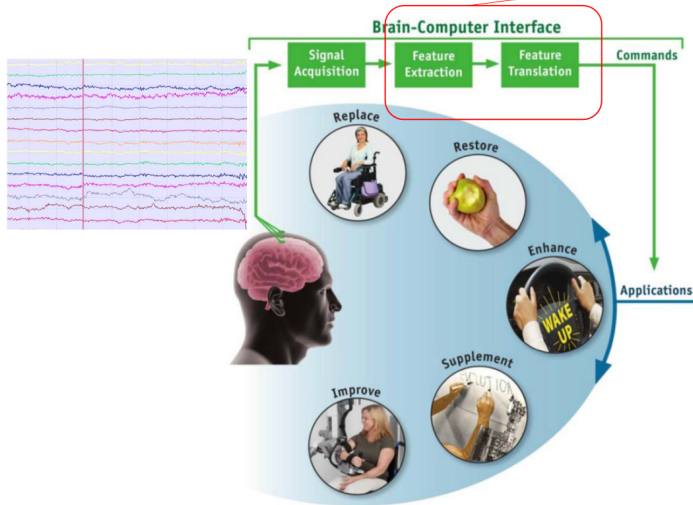 Brain-Computer Interface
Signal
Acquisition
Feature
Extraction
Feature
Translation
Commands
Replace
Restore
Enhance
WAKE
UP
Applications
Supplement
Improve